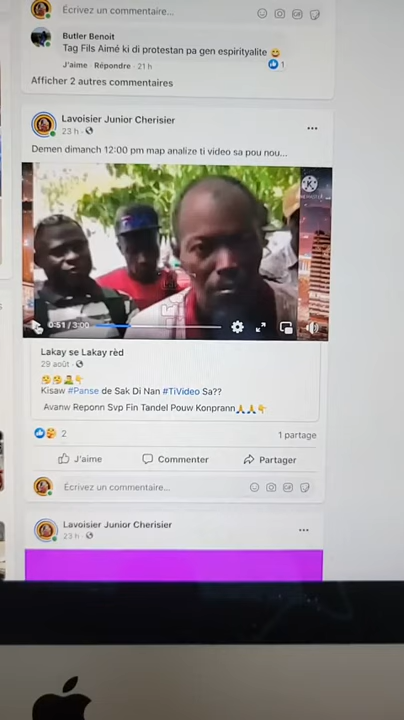 Écrivez un commentaire...
Butler Benoit
Tag Fils Aimé ki di protestan pa gen espirityalite
J'aime · Répondre · 21 h
1
Afficher 2 autres commentaires
Lavoisier Junior Cherisier
23 h ·
Demen dimanch 12:00 pm map analize ti video sa pou nou...
0:51 / 3:00
Lakay se Lakay rèd
29 août ·
Kisaw #Panse de Sak Di Nan #TiVideo Sa??
Avanw Reponn Svp Fin Tandel Pouw Konprann
2
1 partage
J'aime
Commenter
Partager
Écrivez un commentaire...
Lavoisier Junior Cherisier
23 h ·